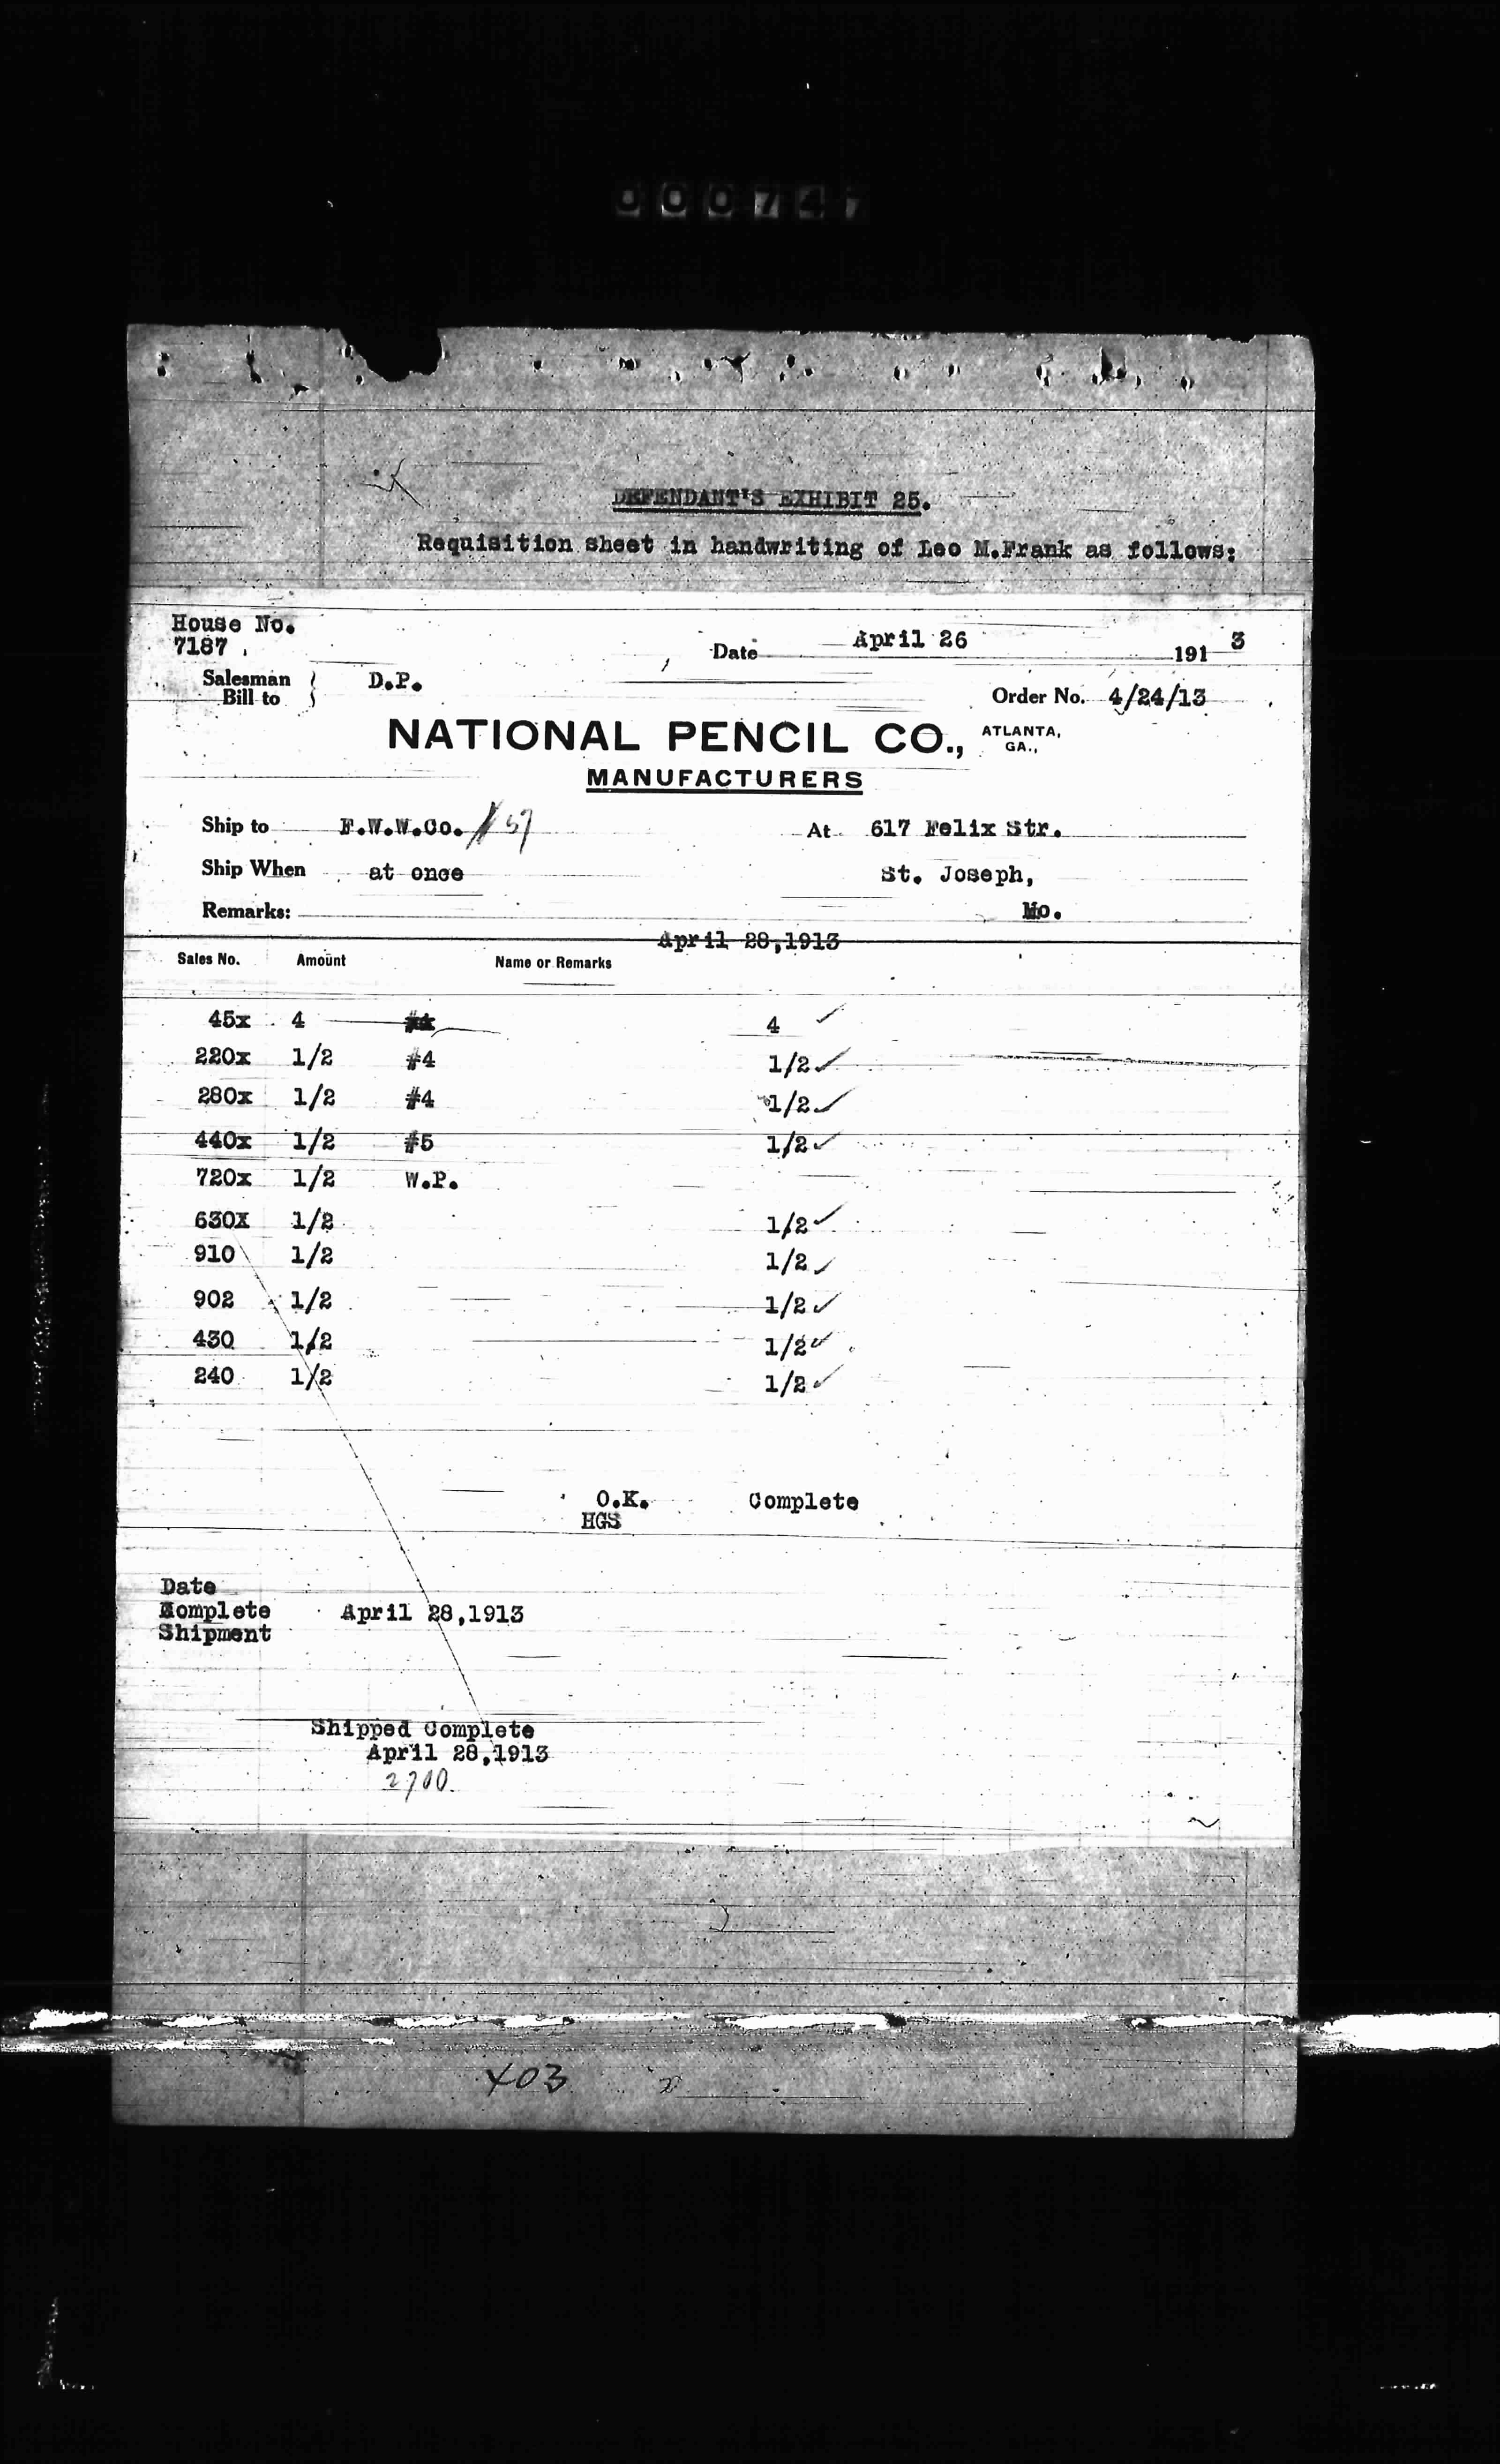 000747
DEFENDANT'S EXHIBIT 25.
Requisition sheet in handwriting of Leo M.Frank as follows:
House No.
7187
Date April 26 191 3
Salesman D.P.
Bill to
Order No. 4/24/13
NATIONAL PENCIL CO., ATLANTA, GA.,
MANUFACTURERS
Ship to F.W.W.Co. At 617 Felix Str.
Ship When at once St. Joseph,
Remarks: Mo.
April 28,1913
Sales No. Amount Name or Remarks
45x 4 4 ✓
220x 1/2 #4 1/2 ✓
280x 1/2 #4 1/2 ✓
440x 1/2 #5 1/2 ✓
720x 1/2 W.P.
630x 1/2 1/2 ✓
910 1/2 1/2 ✓
902 1/2 1/2 ✓
430 1/2 1/2 ✓
240 1/2 1/2 ✓
O.K. Complete
HGS
Date
Komplete April 28,1913
Shipment
Shipped Complete
April 28,1913
2700.
403